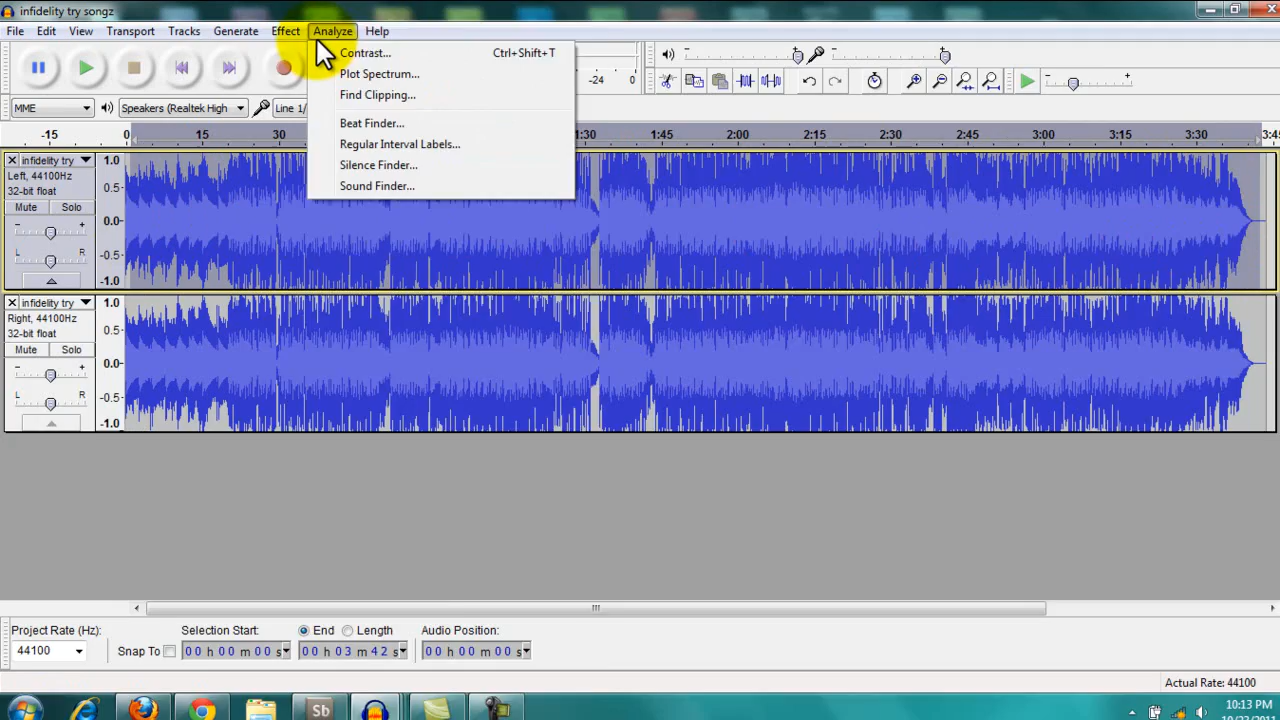 infidelity try songz
File Edit View Transport Tracks Generate Effect Analyze Help
Contrast... Ctrl+Shift+T
Plot Spectrum...
Find Clipping...
Beat Finder...
Regular Interval Labels...
Silence Finder...
Sound Finder...
-24 0
MME Speakers (Realtek High Line 1/
-15 0 15 30 1:30 1:45 2:00 2:15 2:30 2:45 3:00 3:15 3:30 3:45
infidelity try
Left, 44100Hz
32-bit float
Mute Solo
- +
L R
1.0
0.5
0.0
-0.5
-1.0
infidelity try
Right, 44100Hz
32-bit float
Mute Solo
- +
L R
1.0
0.5
0.0
-0.5
-1.0
Project Rate (Hz): Selection Start: End Length Audio Position:
44100 Snap To 00 h 00 m 00 s 00 h 03 m 42 s 00 h 00 m 00 s
Actual Rate: 44100
Sb
10:13 PM